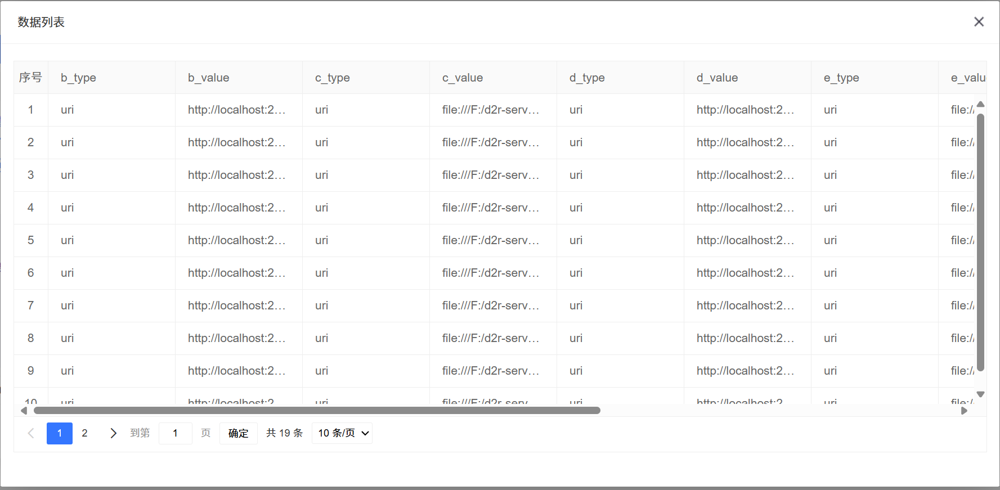 数据列表
序号 b_type b_value c_type c_value d_type d_value e_type e_valu
1 uri http://localhost:2... uri file:///F:/d2r-serv... uri http://localhost:2... uri file://
2 uri http://localhost:2... uri file:///F:/d2r-serv... uri http://localhost:2... uri file://
3 uri http://localhost:2... uri file:///F:/d2r-serv... uri http://localhost:2... uri file://
4 uri http://localhost:2... uri file:///F:/d2r-serv... uri http://localhost:2... uri file://
5 uri http://localhost:2... uri file:///F:/d2r-serv... uri http://localhost:2... uri file://
6 uri http://localhost:2... uri file:///F:/d2r-serv... uri http://localhost:2... uri file://
7 uri http://localhost:2... uri file:///F:/d2r-serv... uri http://localhost:2... uri file://
8 uri http://localhost:2... uri file:///F:/d2r-serv... uri http://localhost:2... uri file://
9 uri http://localhost:2... uri file:///F:/d2r-serv... uri http://localhost:2... uri file://
10 uri http://localhost:2... uri file:///F:/d2r-serv... uri http://localhost:2... uri file://
1 2 到第 1 页 确定 共 19 条 10 条/页